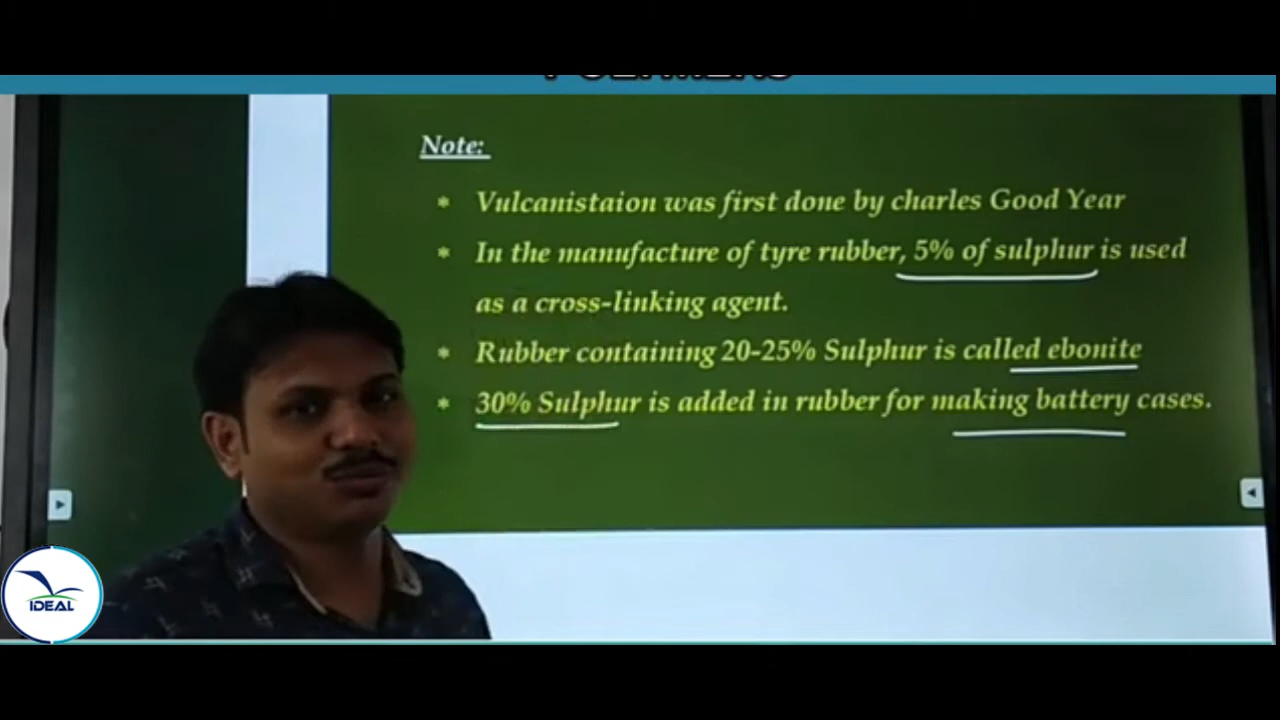 Note:
* Vulcanistaion was first done by charles Good Year
* In the manufacture of tyre rubber, 5% of sulphur is used
as a cross-linking agent.
* Rubber containing 20-25% Sulphur is called ebonite
* 30% Sulphur is added in rubber for making battery cases.
IDEAL